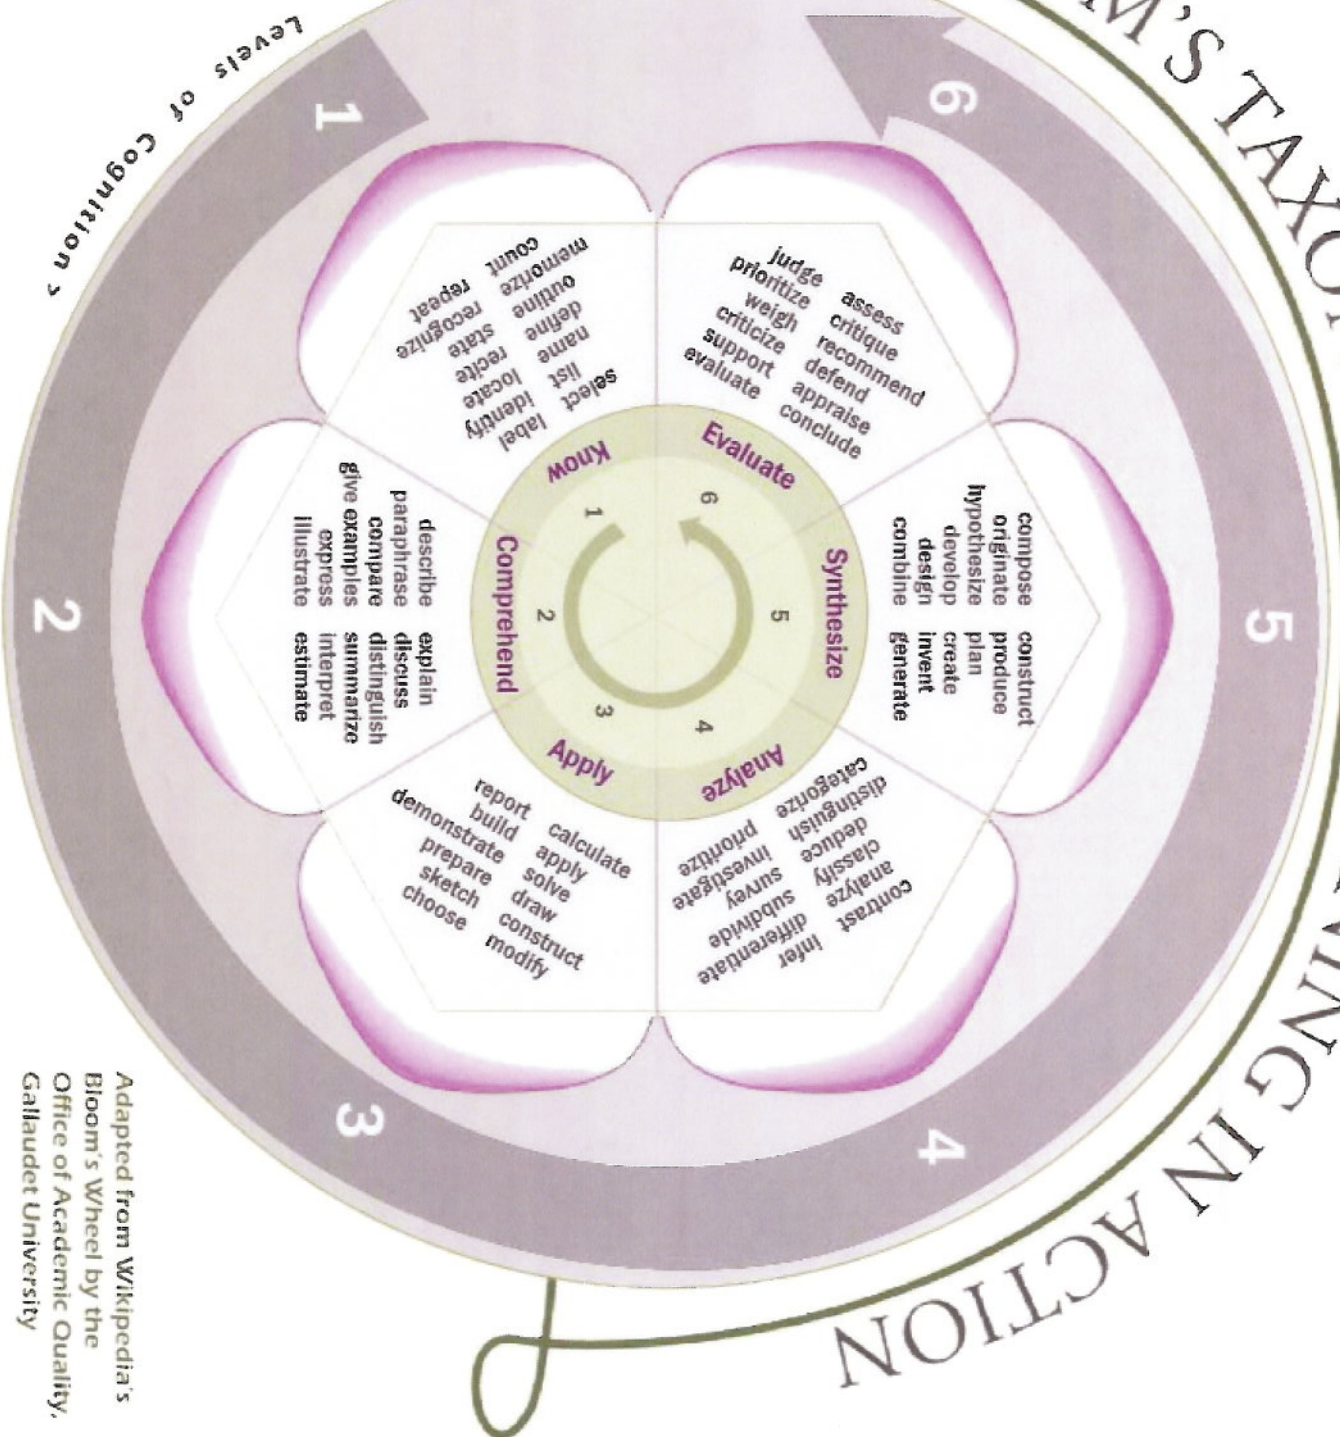 M'S TAXO
ING IN ACTION
Levels of Cognition >
1
2
3
4
5
6
Know
select label
list identify
name locate
define recite
outline state
memorize recognize
count repeat
Comprehend
describe explain
paraphrase discuss
compare distinguish
give examples summarize
express interpret
illustrate estimate
Apply
report calculate
build apply
demonstrate solve
prepare draw
sketch construct
choose modify
Analyze
contrast infer
analyze differentiate
classify subdivide
deduce survey
distinguish investigate
categorize prioritize
Synthesize
compose construct
originate produce
hypothesize plan
develop create
design invent
combine generate
Evaluate
judge assess
prioritize critique
weigh recommend
criticize defend
support appraise
evaluate conclude
1
2
3
4
5
6
Adapted from Wikipedia's
Bloom's Wheel by the
Office of Academic Quality,
Gallaudet University